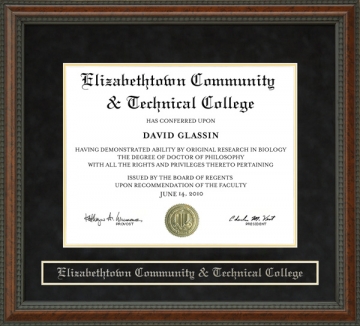 Elizabethtown Community
& Technical College
HAS CONFERRED UPON
DAVID GLASSIN
HAVING DEMONSTRATED ABILITY BY ORIGINAL RESEARCH IN BIOLOGY
THE DEGREE OF DOCTOR OF PHILOSOPHY
WITH ALL THE RIGHTS AND PRIVILEGES THERETO PERTAINING
ISSUED BY THE BOARD OF REGENTS
UPON RECOMMENDATION OF THE FACULTY
JUNE 14, 2010
PROVOST
PRESIDENT
Elizabethtown Community & Technical College